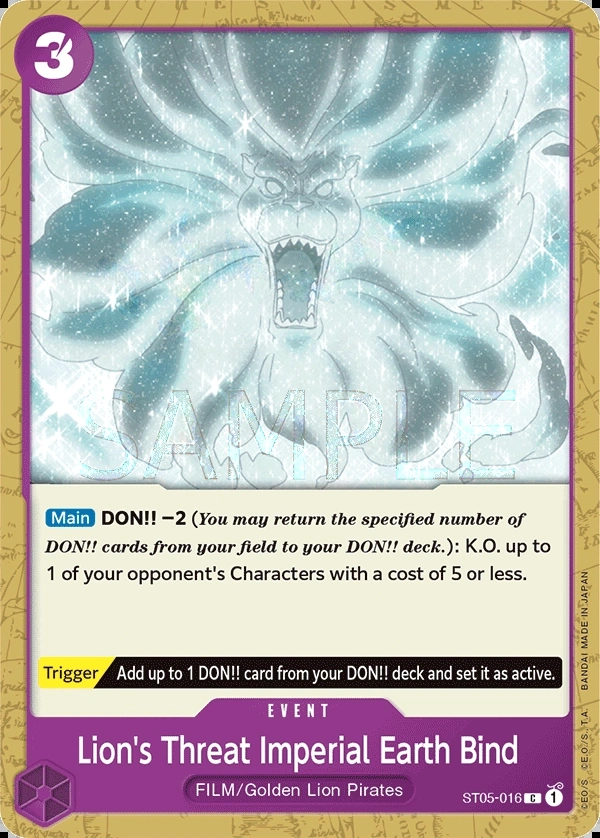 3
SAMPLE
Main DON!! −2 (You may return the specified number of
DON!! cards from your field to your DON!! deck.): K.O. up to
1 of your opponent's Characters with a cost of 5 or less.
Trigger Add up to 1 DON!! card from your DON!! deck and set it as active.
EVENT
Lion's Threat Imperial Earth Bind
FILM/Golden Lion Pirates
ST05-016 C 1
©E.O/S. ©E.O/S., T.A. BANDAI MADE IN JAPAN